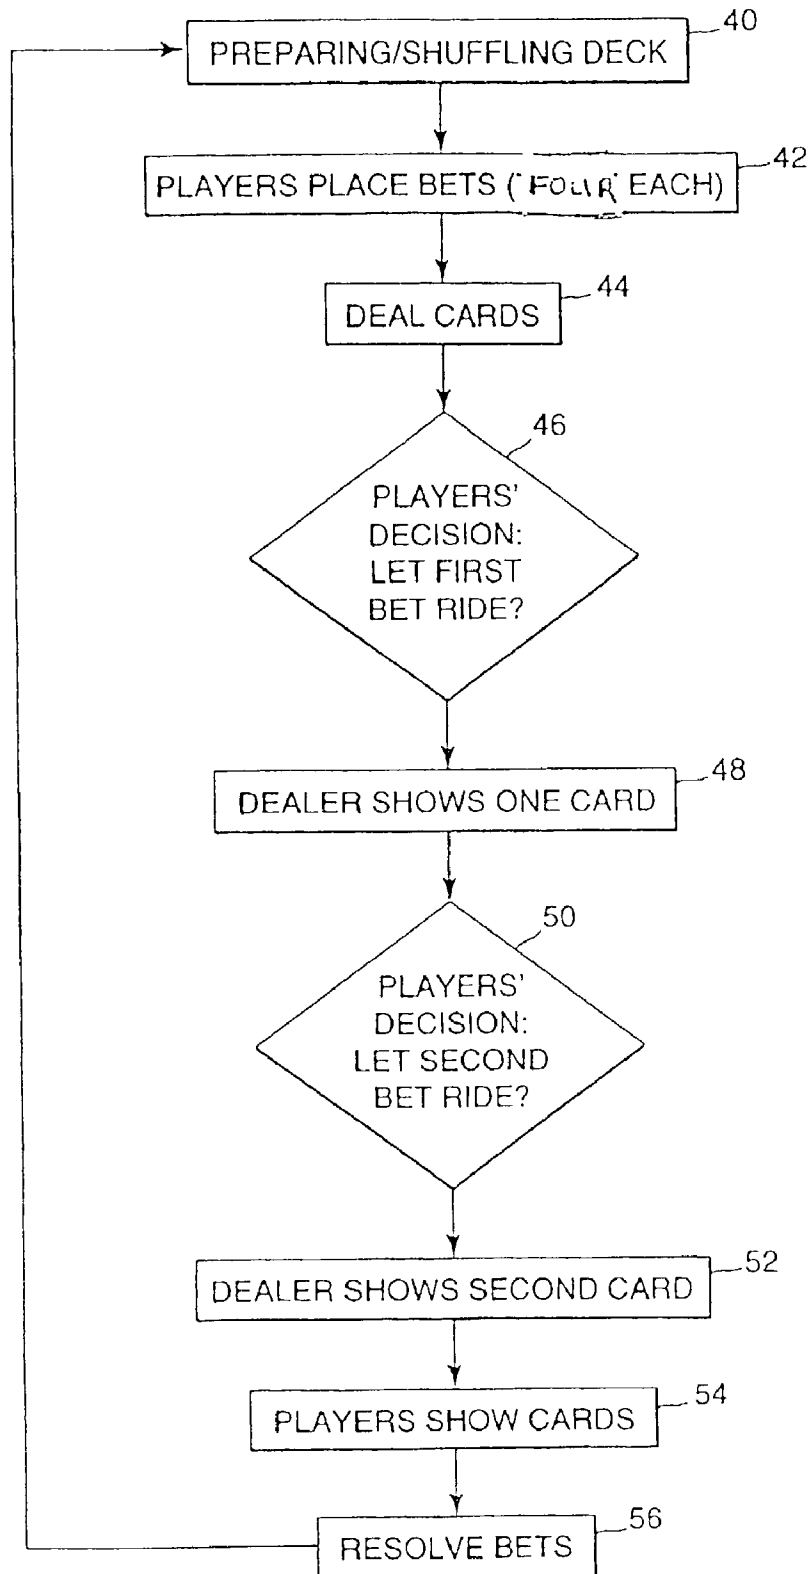 40
PREPARING/SHUFFLING DECK
42
PLAYERS PLACE BETS (FOUR EACH)
44
DEAL CARDS
46
PLAYERS'
DECISION:
LET FIRST
BET RIDE?
48
DEALER SHOWS ONE CARD
50
PLAYERS'
DECISION:
LET SECOND
BET RIDE?
52
DEALER SHOWS SECOND CARD
54
PLAYERS SHOW CARDS
56
RESOLVE BETS